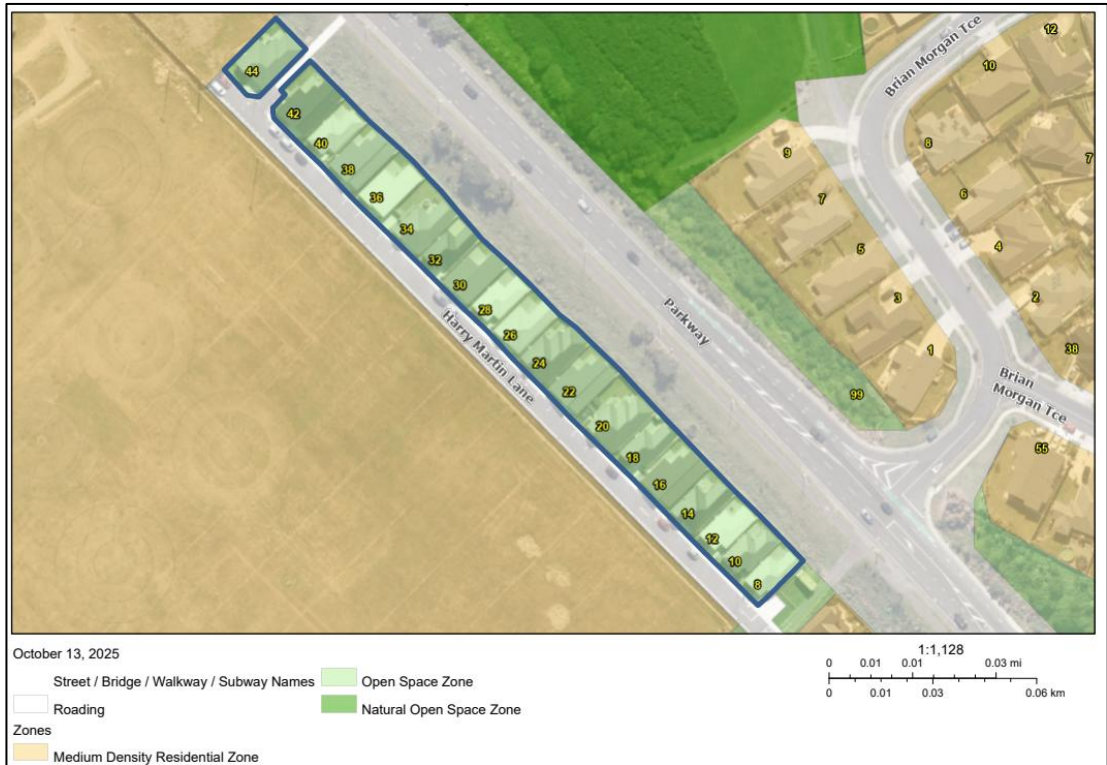 Brian Morgan Tce
12
10
44
42
8
9
7
40
38
7
6
36
5
4
34
32
3
2
30
28
Parkway
26
Harry Martin Lane
1
38
24
22
99
Brian
Morgan Tce
20
55
18
16
14
12
10
8
October 13, 2025
Street / Bridge / Walkway / Subway Names
Roading
Zones
Medium Density Residential Zone
Open Space Zone
Natural Open Space Zone
1:1,128
0 0.01 0.01 0.03 mi
0 0.01 0.03 0.06 km